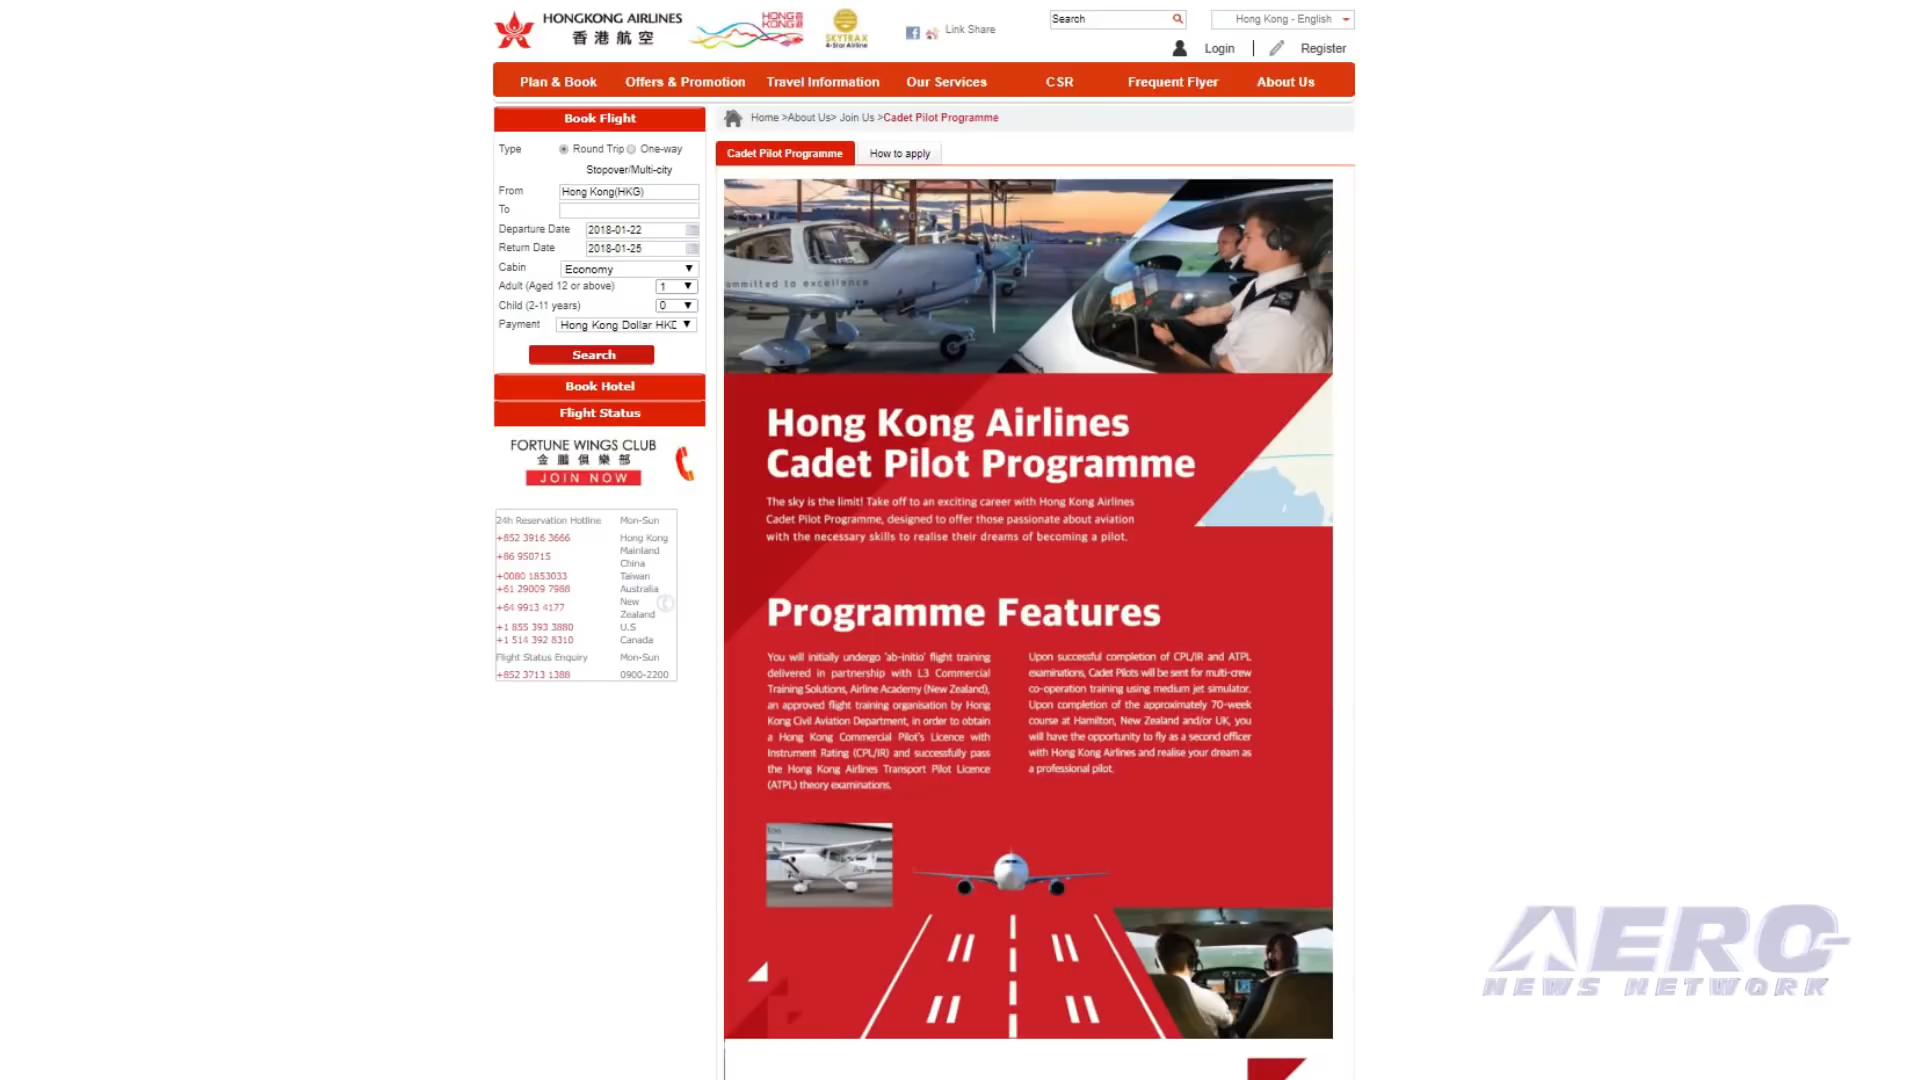 HONGKONG AIRLINES
香港航空
HONG KONG
SKYTRAX
4-Star Airline
Link Share
Search
Hong Kong - English
Login
Register
Plan & Book
Offers & Promotion
Travel Information
Our Services
CSR
Frequent Flyer
About Us
Book Flight
Type
Round Trip
One-way
Stopover/Multi-city
From
Hong Kong(HKG)
To
Departure Date
2018-01-22
Return Date
2018-01-25
Cabin
Economy
Adult (Aged 12 or above)
1
Child (2-11 years)
0
Payment
Hong Kong Dollar HKD
Search
Book Hotel
Flight Status
FORTUNE WINGS CLUB
金鵬俱樂部
JOIN NOW
24h Reservation Hotline Mon-Sun
+852 3916 3666 Hong Kong
+86 950715 Mainland China
+0080 1853033 Taiwan
+61 29009 7988 Australia
+64 9913 4177 New Zealand
+1 855 393 3880 U.S
+1 514 392 8310 Canada
Flight Status Enquiry Mon-Sun
+852 3713 1388 0900-2200
Home >About Us> Join Us >Cadet Pilot Programme
Cadet Pilot Programme
How to apply
ommitted to excellence
Hong Kong Airlines
Cadet Pilot Programme
The sky is the limit! Take off to an exciting career with Hong Kong Airlines
Cadet Pilot Programme, designed to offer those passionate about aviation
with the necessary skills to realise their dreams of becoming a pilot.
Programme Features
You will initially undergo 'ab-initio' flight training
delivered in partnership with L3 Commercial
Training Solutions, Airline Academy (New Zealand),
an approved flight training organisation by Hong
Kong Civil Aviation Department, in order to obtain
a Hong Kong Commercial Pilot's Licence with
Instrument Rating (CPL/IR) and successfully pass
the Hong Kong Airlines Transport Pilot Licence
(ATPL) theory examinations.
Upon successful completion of CPL/IR and ATPL
examinations, Cadet Pilots will be sent for multi-crew
co-operation training using medium jet simulator.
Upon completion of the approximately 70-week
course at Hamilton, New Zealand and/or UK, you
will have the opportunity to fly as a second officer
with Hong Kong Airlines and realise your dream as
a professional pilot.
AERO
NEWS NETWORK